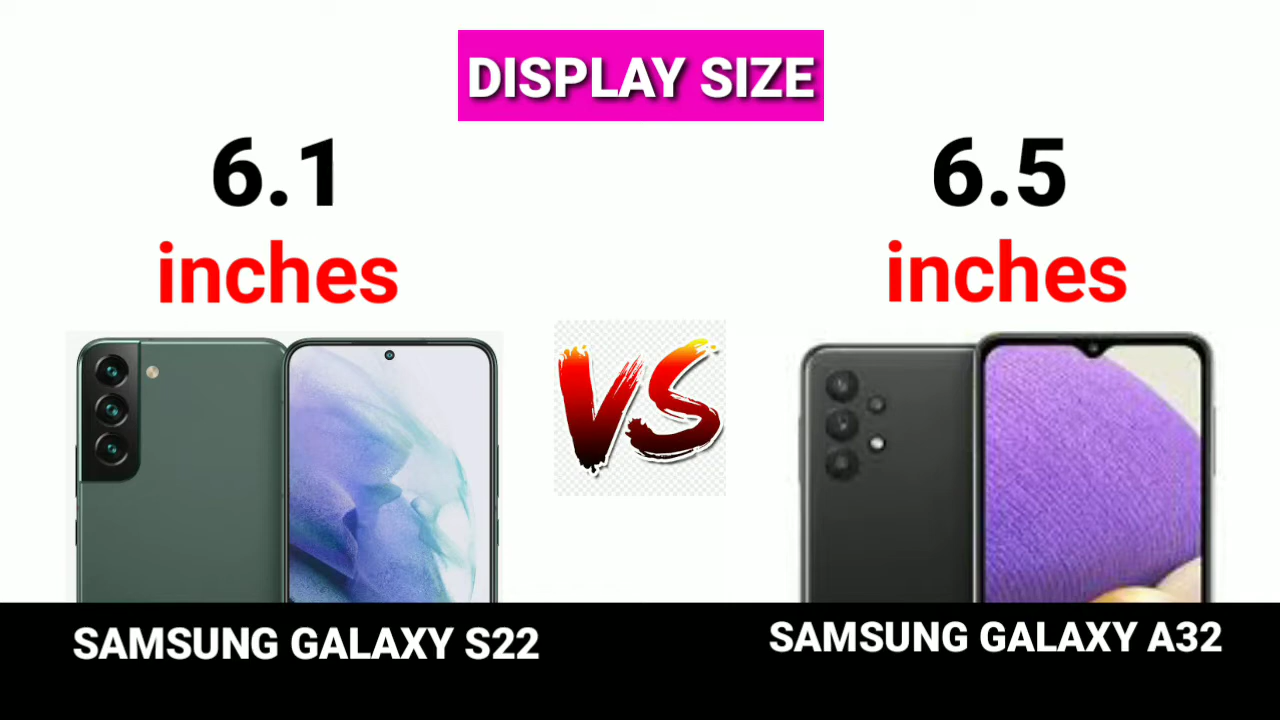 DISPLAY SIZE
6.1
inches
6.5
inches
VS
SAMSUNG GALAXY S22
SAMSUNG GALAXY A32